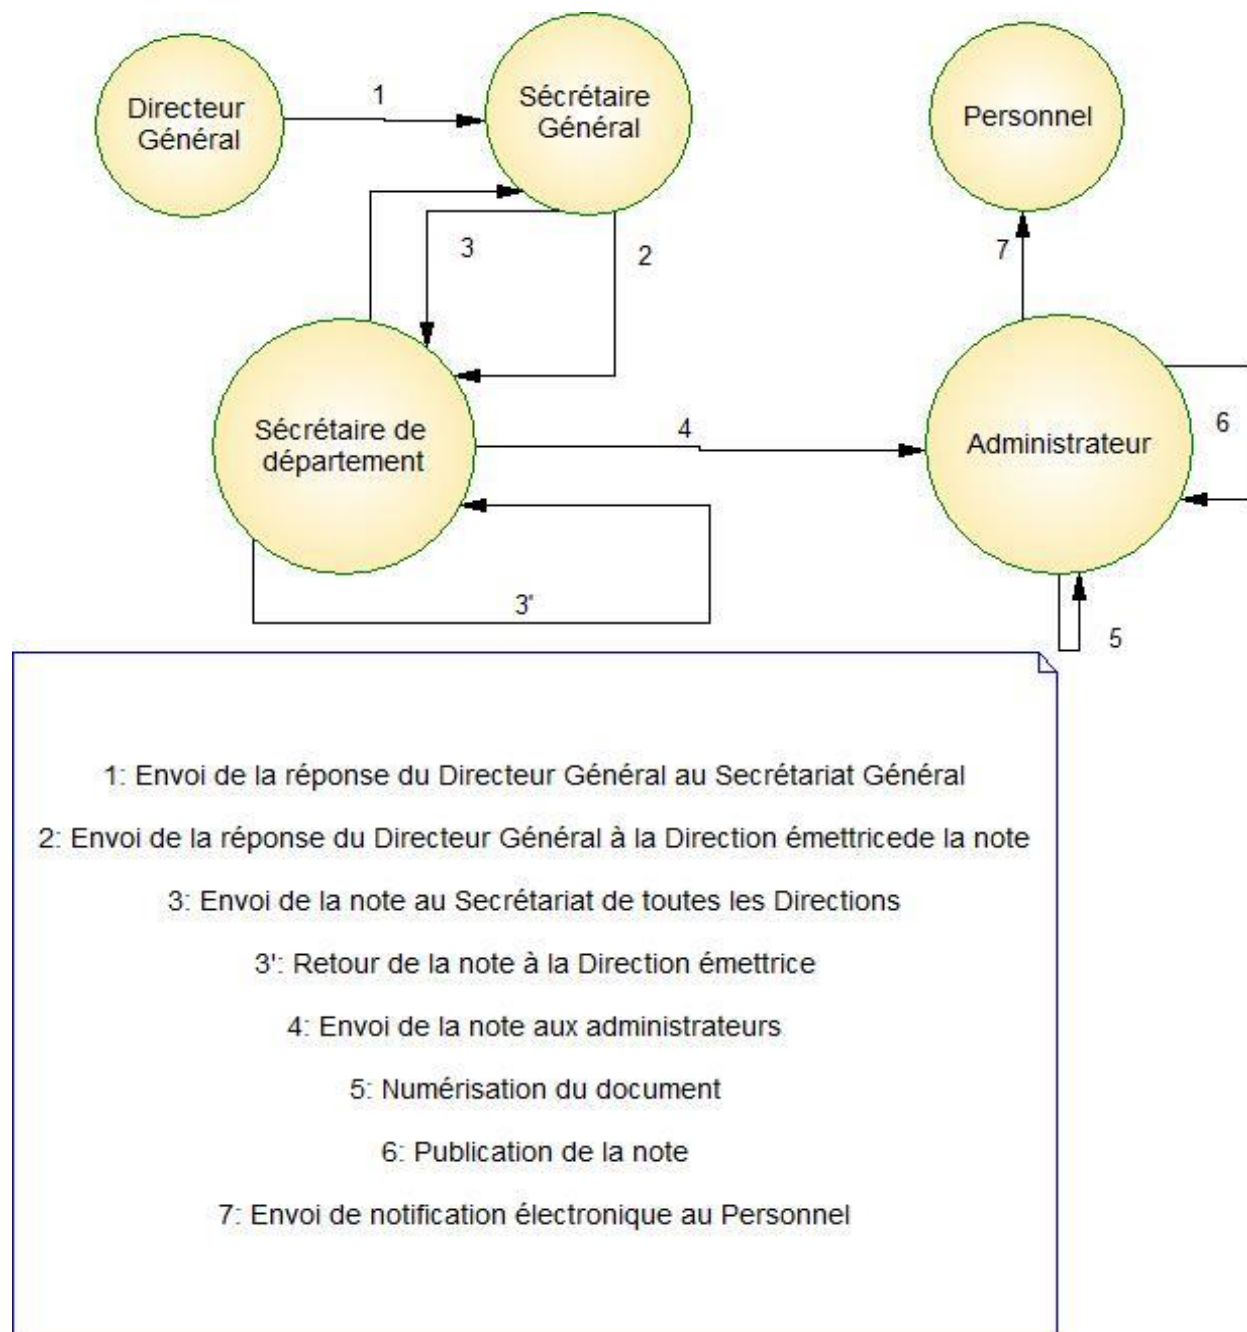 Directeur
Général
1
Sécrétaire
Général
Personnel
3
2
7
Sécrétaire de
département
4
Administrateur
6
3'
5
1: Envoi de la réponse du Directeur Général au Secrétariat Général
2: Envoi de la réponse du Directeur Général à la Direction émettricede la note
3: Envoi de la note au Secrétariat de toutes les Directions
3': Retour de la note à la Direction émettrice
4: Envoi de la note aux administrateurs
5: Numérisation du document
6: Publication de la note
7: Envoi de notification électronique au Personnel